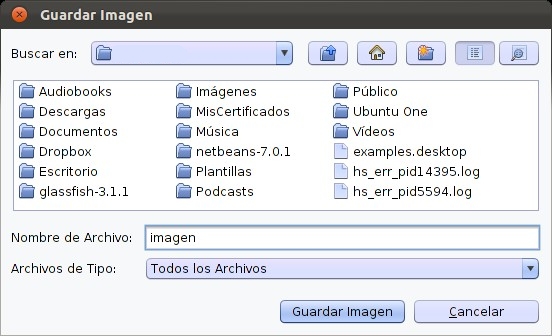 Guardar Imagen
Buscar en:
Audiobooks Imágenes Público
Descargas MisCertificados Ubuntu One
Documentos Música Vídeos
Dropbox netbeans-7.0.1 examples.desktop
Escritorio Plantillas hs_err_pid14395.log
glassfish-3.1.1 Podcasts hs_err_pid5594.log
Nombre de Archivo: imagen
Archivos de Tipo: Todos los Archivos
Guardar Imagen Cancelar